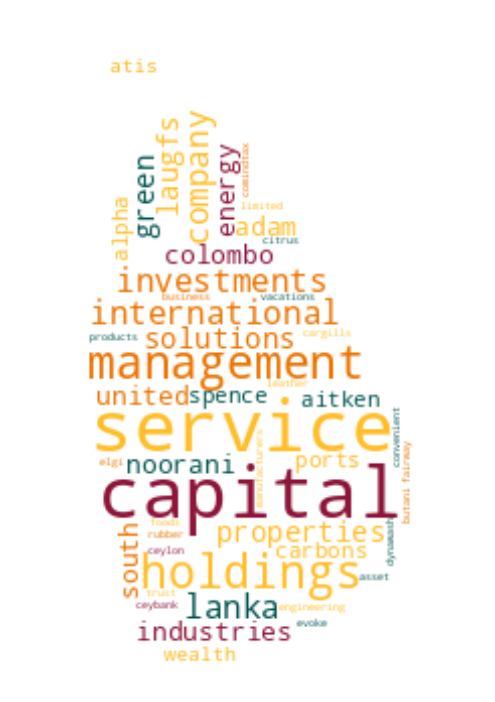 atis
laugfs
company
green
energy
comindtax
alpha
limited
adam
citrus
colombo
investments
business
vacations
international
products
solutions
cargills
management
leather
united
spence
aitken
service
convenient
manufacturers
elgi
noorani
ports
butani fairway
capital
foods
rubber
south
properties
dynawash
ceylon
carbons
holdings
asset
trust
ceybank
lanka
engineering
evoke
industries
wealth